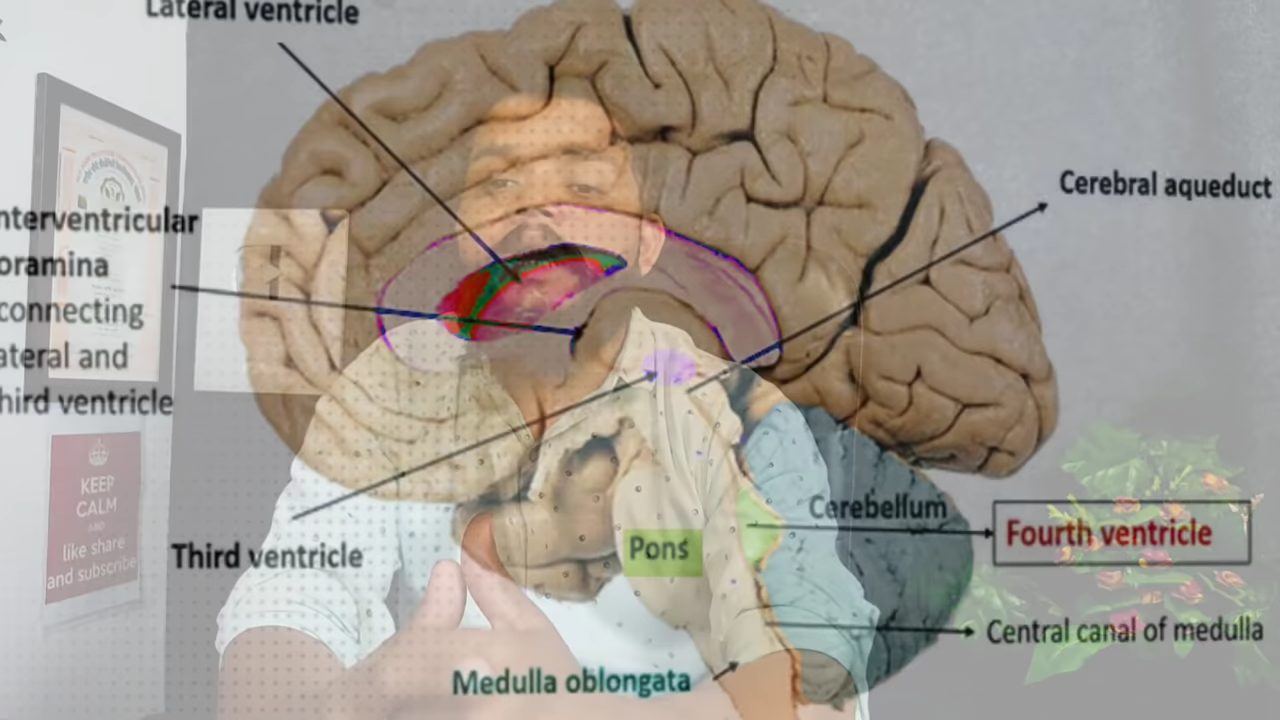 Lateral ventricle
Cerebral aqueduct
nterventricular
oramina
connecting
ateral and
hird ventricle
KEEP
CALM
AND
like share
and subscribe
Third ventricle
Pons
Cerebellum
Fourth ventricle
Central canal of medulla
Medulla oblongata